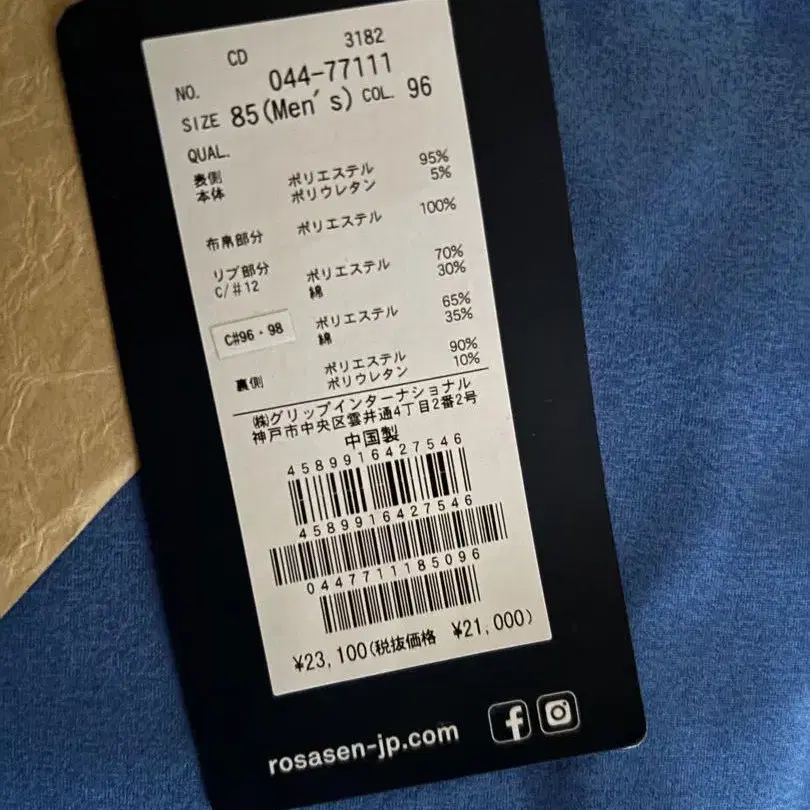 CD 3182
NO. 044-77111
SIZE 85(Men's) COL. 96
QUAL.
表側 ポリエステル 95%
本体 ポリウレタン 5%
布帛部分 ポリエステル 100%
リブ部分 ポリエステル 70%
C/#12 綿 30%
C#96・98 ポリエステル 65%
綿 35%
裏側 ポリエステル 90%
ポリウレタン 10%
㈱グリップインターナショナル
神戸市中央区雲井通4丁目2番2号
中国製
4589916427546
4589916427546
0447711185096
¥23,100(税抜価格 ¥21,000)
rosasen-jp.com